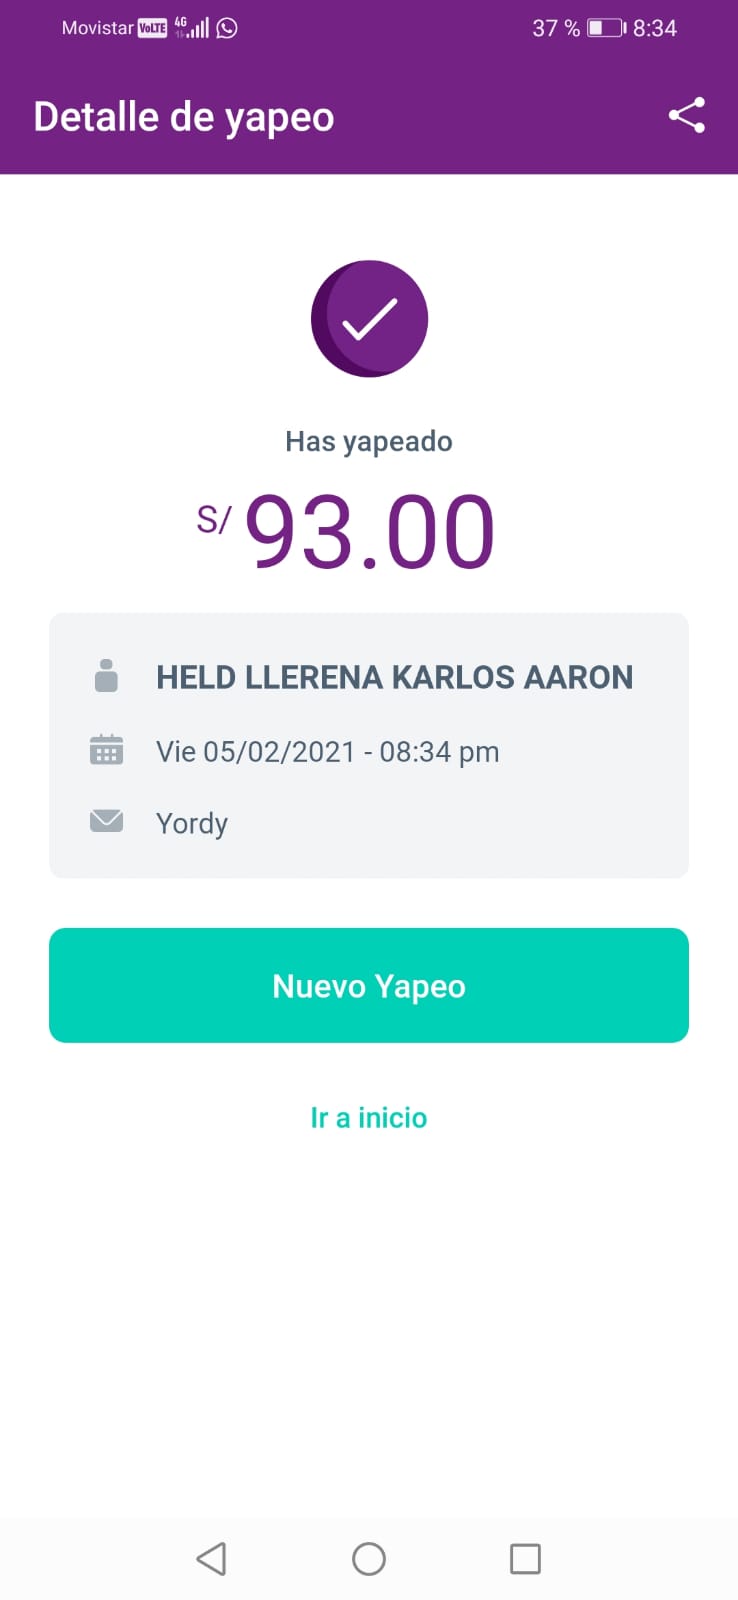 Movistar VoLTE 4G 37 % 8:34
Detalle de yapeo
Has yapeado
S/ 93.00
HELD LLERENA KARLOS AARON
Vie 05/02/2021 - 08:34 pm
Yordy
Nuevo Yapeo
Ir a inicio